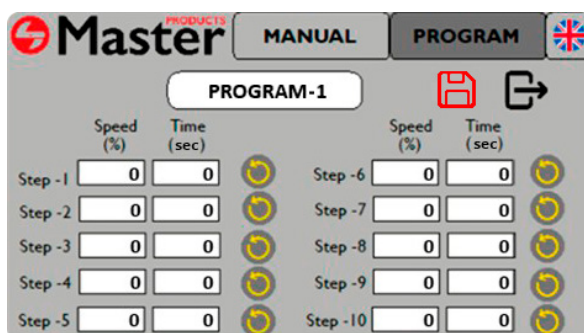 Master PRODUCTS
MANUAL
PROGRAM
PROGRAM-1
Speed (%)
Time (sec)
Speed (%)
Time (sec)
Step -1 0 0
Step -6 0 0
Step -2 0 0
Step -7 0 0
Step -3 0 0
Step -8 0 0
Step -4 0 0
Step -9 0 0
Step -5 0 0
Step -10 0 0